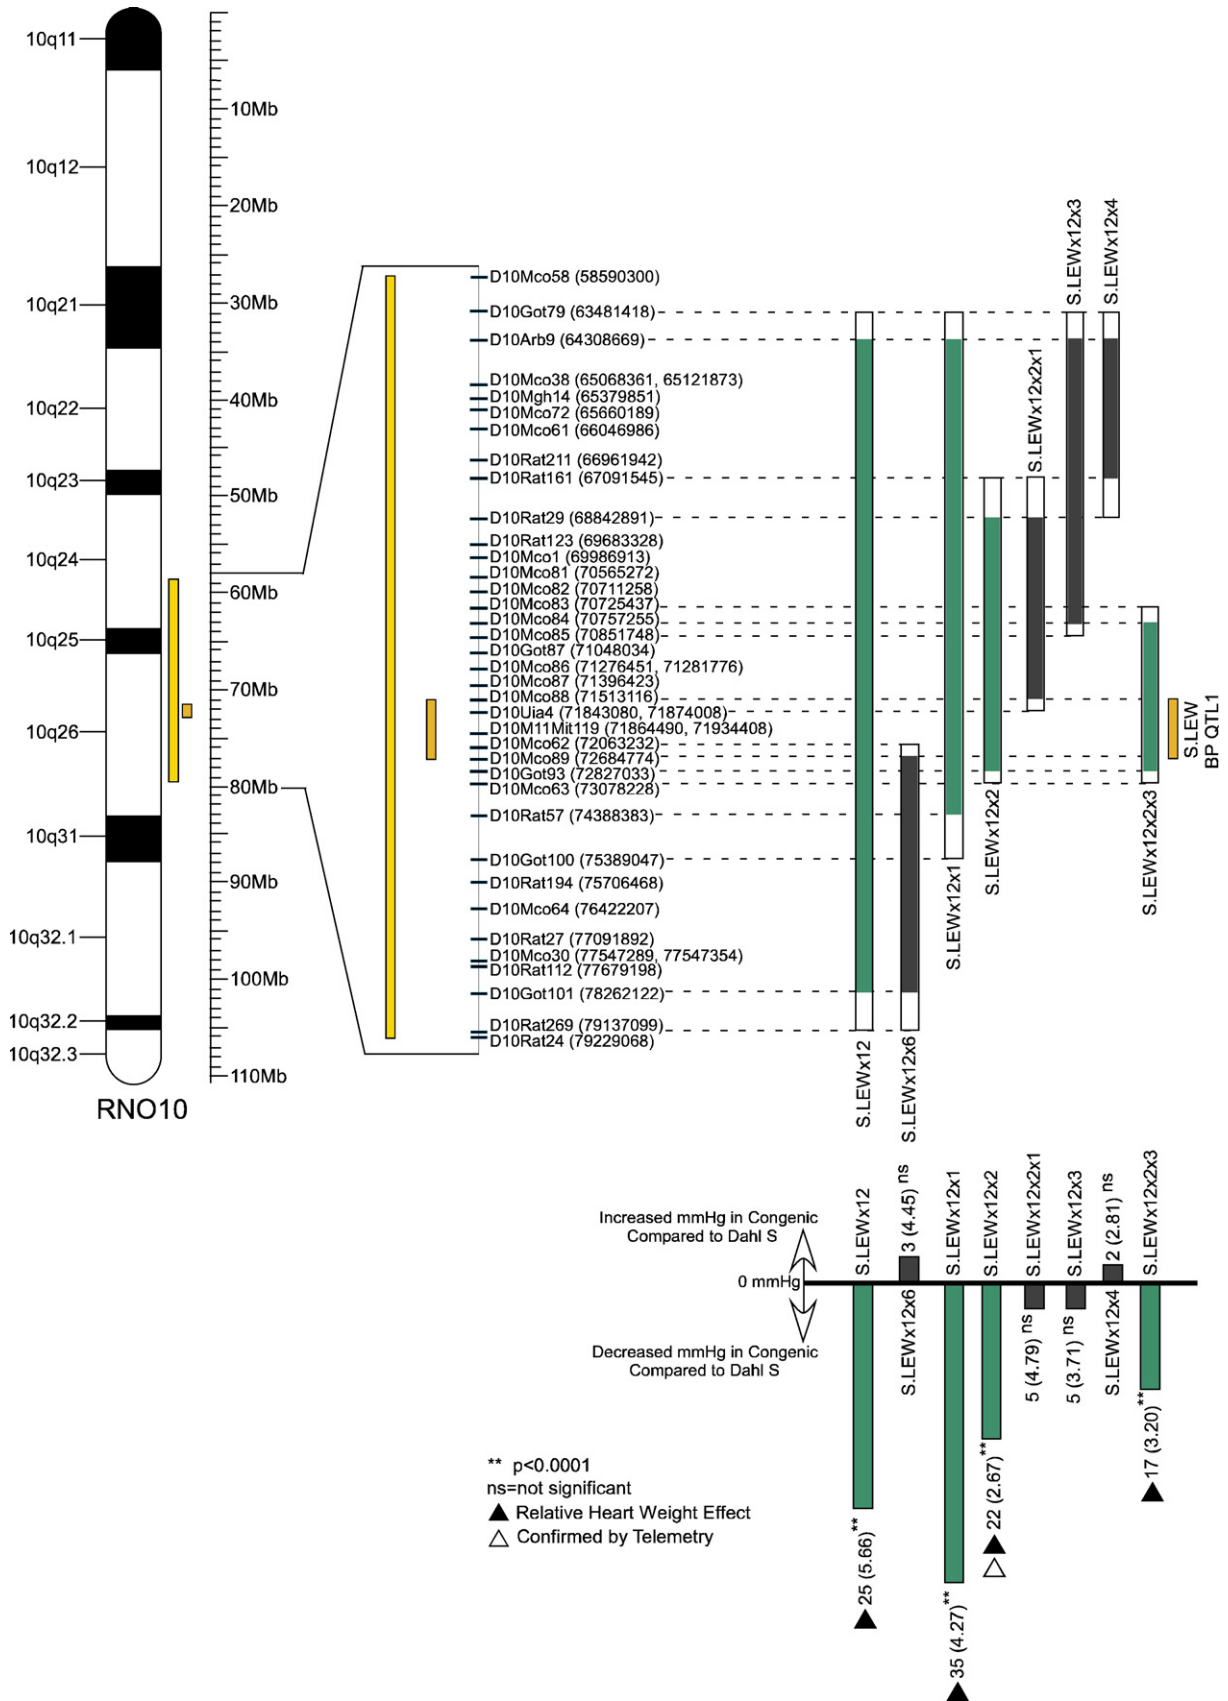 10q11
10q12
10q21
10q22
10q23
10q24
10q25
10q26
10q31
10q32.1
10q32.2
10q32.3
RNO10
10Mb
20Mb
30Mb
40Mb
50Mb
60Mb
70Mb
80Mb
90Mb
100Mb
110Mb
D10Mco58 (58590300)
D10Got79 (63481418)
D10Arb9 (64308669)
D10Mco38 (65068361, 65121873)
D10Mgh14 (65379851)
D10Mco72 (65660189)
D10Mco61 (66046986)
D10Rat211 (66961942)
D10Rat161 (67091545)
D10Rat29 (68842891)
D10Rat123 (69683328)
D10Mco1 (69986913)
D10Mco81 (70565272)
D10Mco82 (70711258)
D10Mco83 (70725437)
D10Mco84 (70757255)
D10Mco85 (70851748)
D10Got87 (71048034)
D10Mco86 (71276451, 71281776)
D10Mco87 (71396423)
D10Mco88 (71513116)
D10Uia4 (71843080, 71874008)
D10M11Mit119 (71864490, 71934408)
D10Mco62 (72063232)
D10Mco89 (72684774)
D10Got93 (72827033)
D10Mco63 (73078228)
D10Rat57 (74388383)
D10Got100 (75389047)
D10Rat194 (75706468)
D10Mco64 (76422207)
D10Rat27 (77091892)
D10Mco30 (77547289, 77547354)
D10Rat112 (77679198)
D10Got101 (78262122)
D10Rat269 (79137099)
D10Rat24 (79229068)
S.LEWx12
S.LEWx12x6
S.LEWx12x1
S.LEWx12x2
S.LEWx12x2x1
S.LEWx12x3
S.LEWx12x4
S.LEWx12x2x3
S.LEW
BP QTL1
Increased mmHg in Congenic
Compared to Dahl S
0 mmHg
Decreased mmHg in Congenic
Compared to Dahl S
S.LEWx12
25 (5.66)**
S.LEWx12x6
3 (4.45) ns
S.LEWx12x1
35 (4.27)**
S.LEWx12x2
22 (2.67)**
S.LEWx12x2x1
5 (4.79) ns
S.LEWx12x3
5 (3.71) ns
S.LEWx12x4
2 (2.81) ns
S.LEWx12x2x3
17 (3.20)**
** p<0.0001
ns=not significant
▲ Relative Heart Weight Effect
△ Confirmed by Telemetry